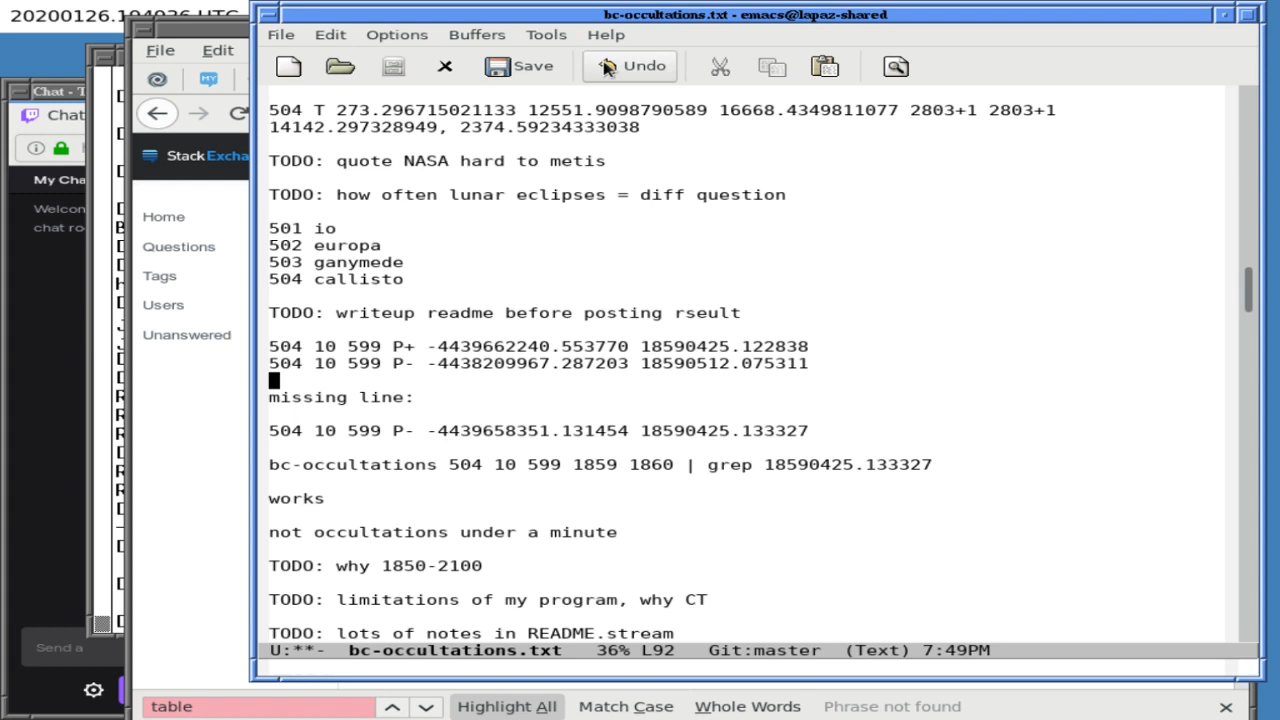 bc-occultations.txt - emacs@lapaz-shared
File Edit Options Buffers Tools Help
Save Undo
504 T 273.296715021133 12551.9098790589 16668.4349811077 2803+1 2803+1
14142.297328949, 2374.59234333038
TODO: quote NASA hard to metis
TODO: how often lunar eclipses = diff question
501 io
502 europa
503 ganymede
504 callisto
TODO: writeup readme before posting rseult
504 10 599 P+ -4439662240.553770 18590425.122838
504 10 599 P- -4438209967.287203 18590512.075311
missing line:
504 10 599 P- -4439658351.131454 18590425.133327
bc-occultations 504 10 599 1859 1860 | grep 18590425.133327
works
not occultations under a minute
TODO: why 1850-2100
TODO: limitations of my program, why CT
TODO: lots of notes in README.stream
U:**- bc-occultations.txt 36% L92 Git:master (Text) 7:49PM
File Edit
MY
StackExcha
Home
Questions
Tags
Users
Unanswered
table
Highlight All Match Case Whole Words Phrase not found
Chat - T
Chat
My Cha
Welcon
chat ro
Send a